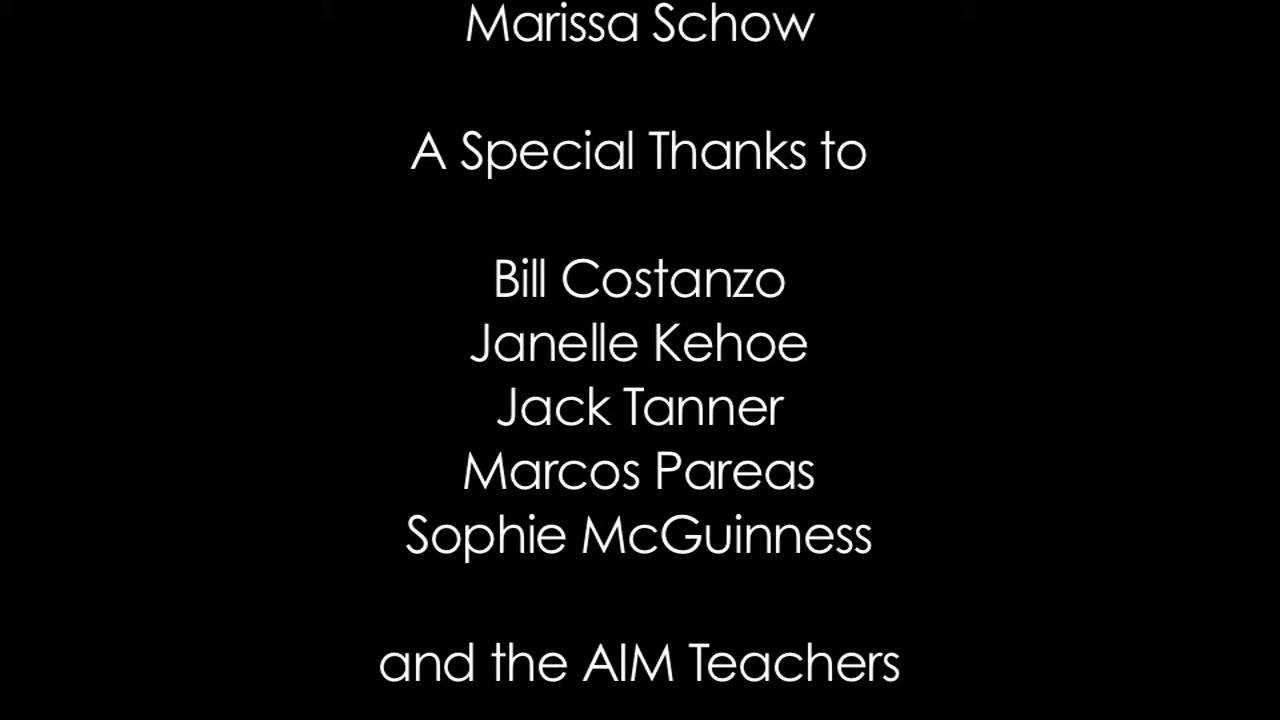 Marissa Schow
A Special Thanks to
Bill Costanzo
Janelle Kehoe
Jack Tanner
Marcos Pareas
Sophie McGuinness
and the AIM Teachers